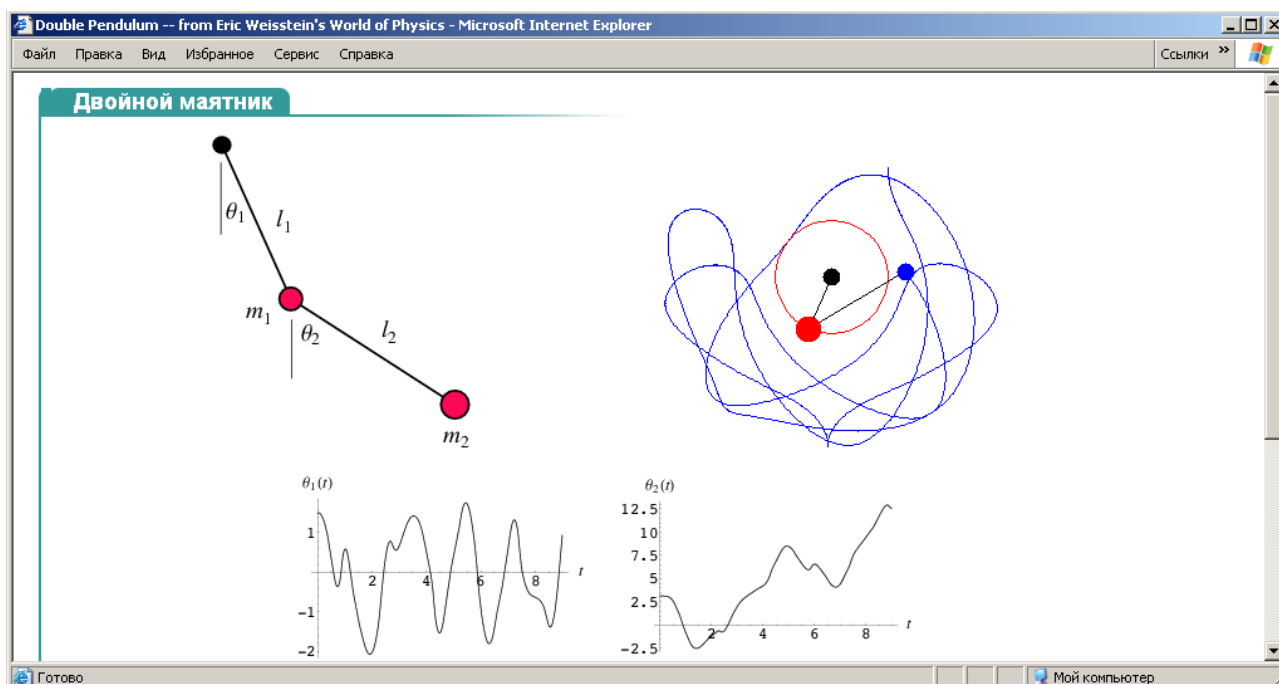 Double Pendulum -- from Eric Weisstein's World of Physics - Microsoft Internet Explorer
Файл Правка Вид Избранное Сервис Справка Ссылки »
Двойной маятник
θ1 l1
m1 θ2 l2
m2
θ1(t) θ2(t)
1
-1
-2
2 4 6 8 t
12.5
10
7.5
5
2.5
-2.5
2 4 6 8 t
Готово Мой компьютер